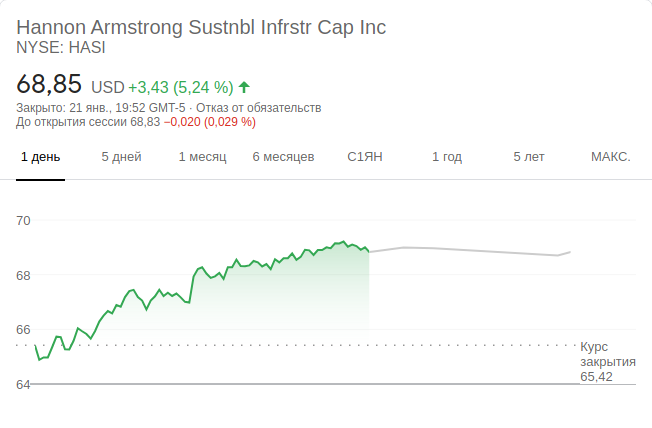 Hannon Armstrong Sustnbl Infrstr Cap Inc
NYSE: HASI
68,85 USD +3,43 (5,24 %)
Закрыто: 21 янв., 19:52 GMT-5 · Отказ от обязательств
До открытия сессии 68,83 −0,020 (0,029 %)
1 день 5 дней 1 месяц 6 месяцев С1ЯН 1 год 5 лет МАКС.
70
68
66
Курс
закрытия
65,42
64